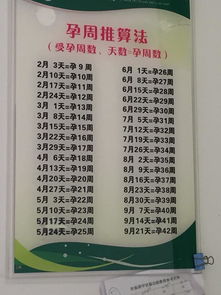 孕周推算法
(受孕周数、天数=孕周数)
2月 3天=孕 9 周
2月10天=孕10周
2月17天=孕11周
2月24天=孕12周
3月 1天=孕13周
3月 8天=孕14周
3月15天=孕15周
3月22天=孕16周
3月29天=孕17周
4月 6天=孕18周
4月13天=孕19周
4月20天=孕20周
4月27天=孕21周
5月 3天=孕22周
5月10天=孕23周
5月17天=孕24周
5月24天=孕25周
6月 1天=孕26周
6月 8天=孕27周
6月15天=孕28周
6月22天=孕29周
6月29天=孕30周
7月 5天=孕31周
7月12天=孕32周
7月19天=孕33周
7月26天=孕34周
8月 2天=孕35周
8月 9天=孕36周
8月16天=孕37周
8月23天=孕38周
8月30天=孕39周
9月 7天=孕40周
9月14天=孕41周
9月21天=孕42周